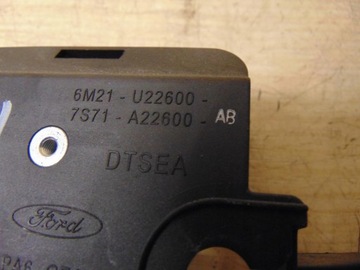 6M21 - U22600 -
7S71 - A22600 - AB
DTSEA
Ford